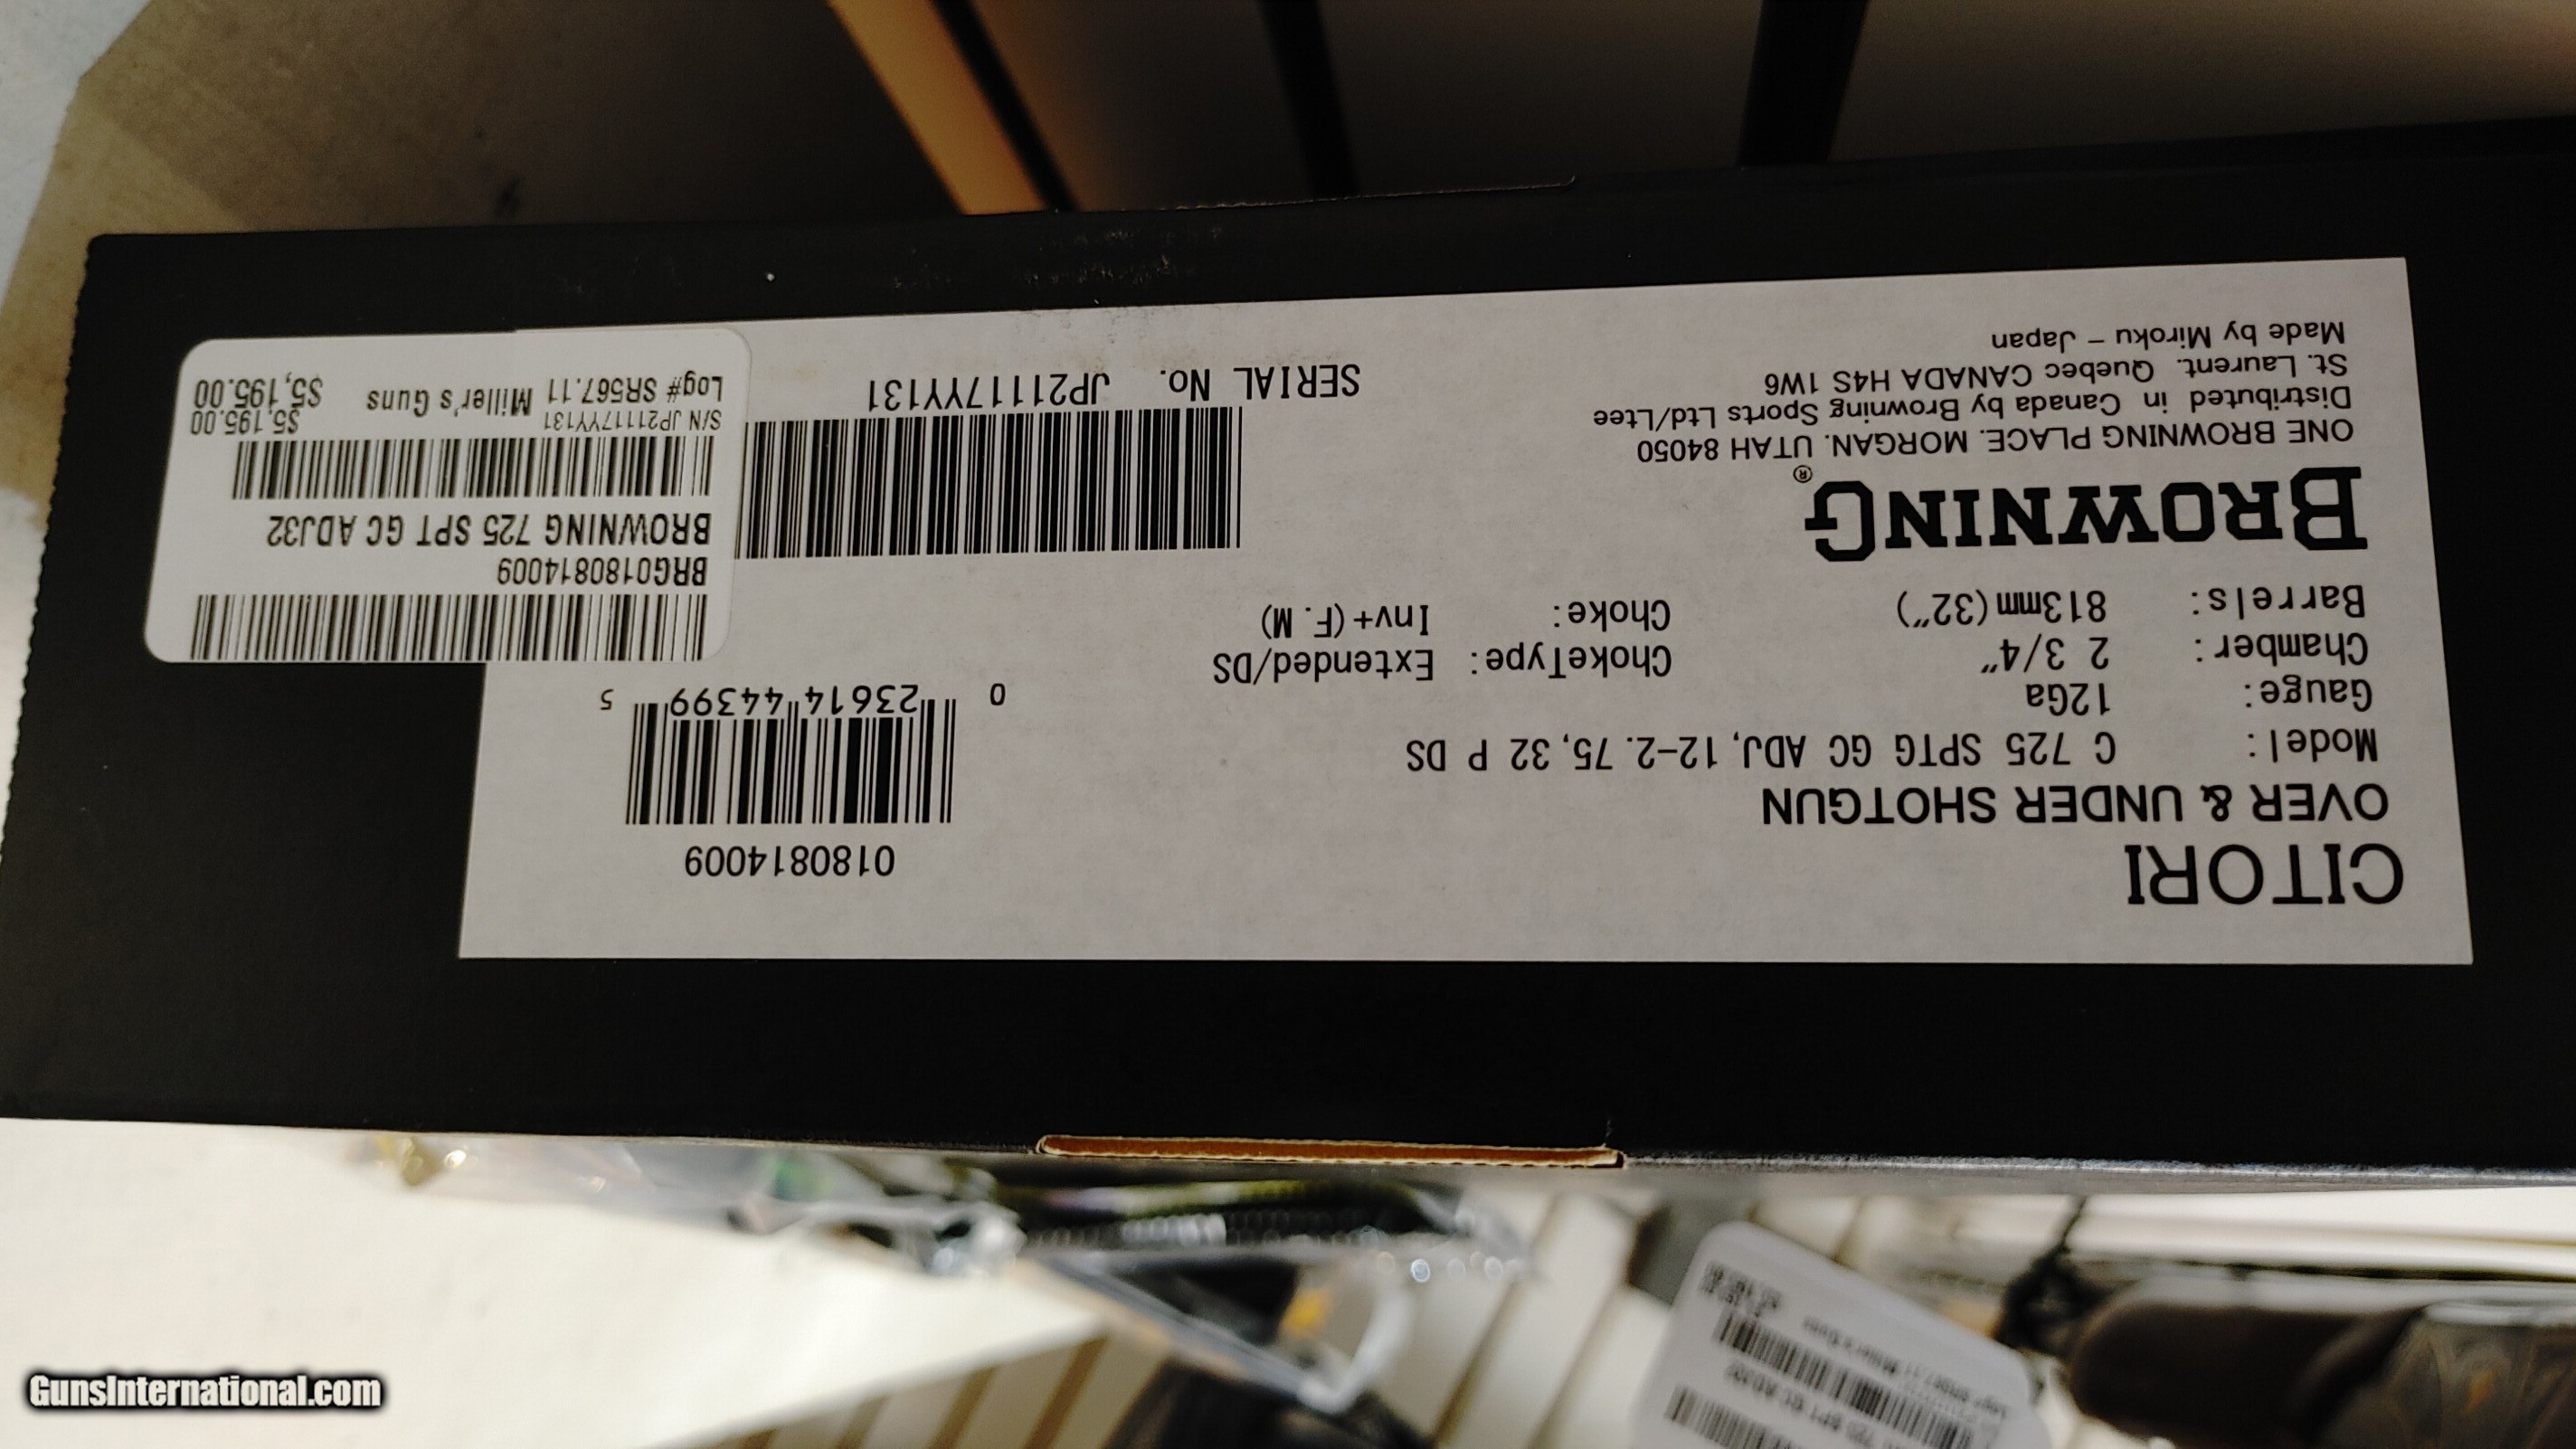 CITORI
OVER & UNDER SHOTGUN
Model: C 725 SPTG GC ADJ, 12-2.75, 32 P DS
Gauge: 12Ga
Chamber: 2 3/4"
Barrels: 813mm(32")
ChokeType: Extended/DS
Choke: Inv+(F.M)
BROWNING®
ONE BROWNING PLACE. MORGAN. UTAH 84050
Distributed in Canada by Browning Sports Ltd/Ltee
St. Laurent. Quebec CANADA H4S 1W6
Made by Miroku - Japan
0180814009
0 23614 44399 5
SERIAL No. JP21117YY131
BRG0180814009
BROWNING 725 SPT GC ADJ32
S/N JP21117YY131 $5,195.00
Log# SR567.11 Miller's Guns $5,195.00
GunsInternational.com